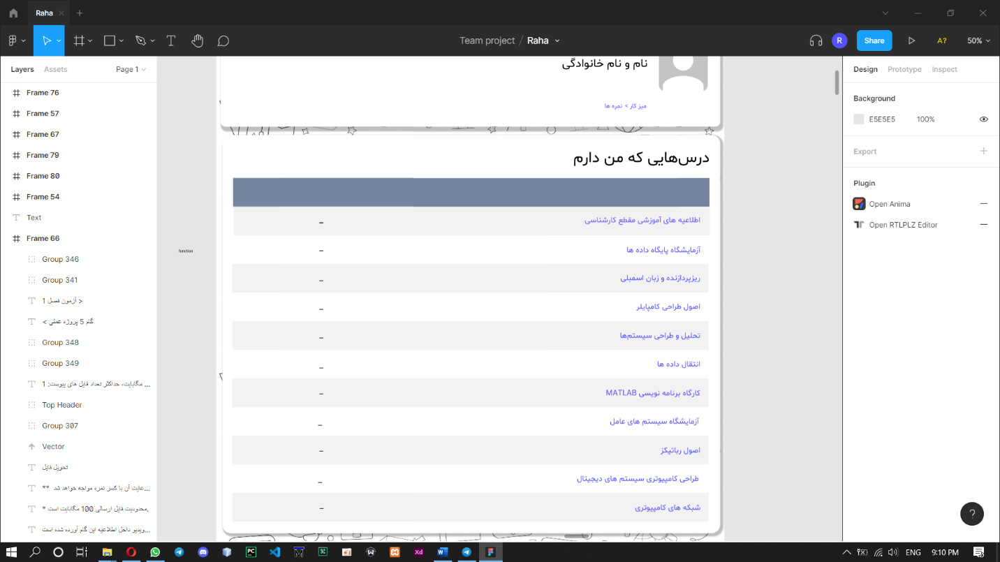 Raha
Team project / Raha
R
Share
A?
50%
Layers
Assets
Page 1
Design
Prototype
Inspect
Frame 76
Frame 57
Frame 67
Frame 79
Frame 80
Frame 54
Text
Frame 66
Group 346
Group 341
آزمون فصل 1 >
گام 5 پروژه عملی >
Group 348
Group 349
مگابایت، حداکثر تعداد فایل های پیوست: 1 ...
Top Header
Group 307
Vector
تحویل فایل
** عایت آن با کسر نمره مواجه خواهد شد...
* محدودیت فایل ارسالی 100 مگابایت است.
ویدیو داخل اطلاعیه این گام آورده شده است...
function
نام و نام خانوادگی
میز کار > نمره ها
درس‌هایی که من دارم
اطلاعیه های آموزشی مقطع کارشناسی -
آزمایشگاه پایگاه داده ها -
ریزپردازنده و زبان اسمبلی -
اصول طراحی کامپایلر -
تحلیل و طراحی سیستم‌ها -
انتقال داده ها -
کارگاه برنامه نویسی MATLAB -
آزمایشگاه سیستم های عامل -
اصول رباتیکز -
طراحی کامپیوتری سیستم های دیجیتال -
شبکه های کامپیوتری -
Background
E5E5E5
100%
Export
Plugin
Open Anima
Open RTLPLZ Editor
?
PC
Xd
W
ENG
9:10 PM